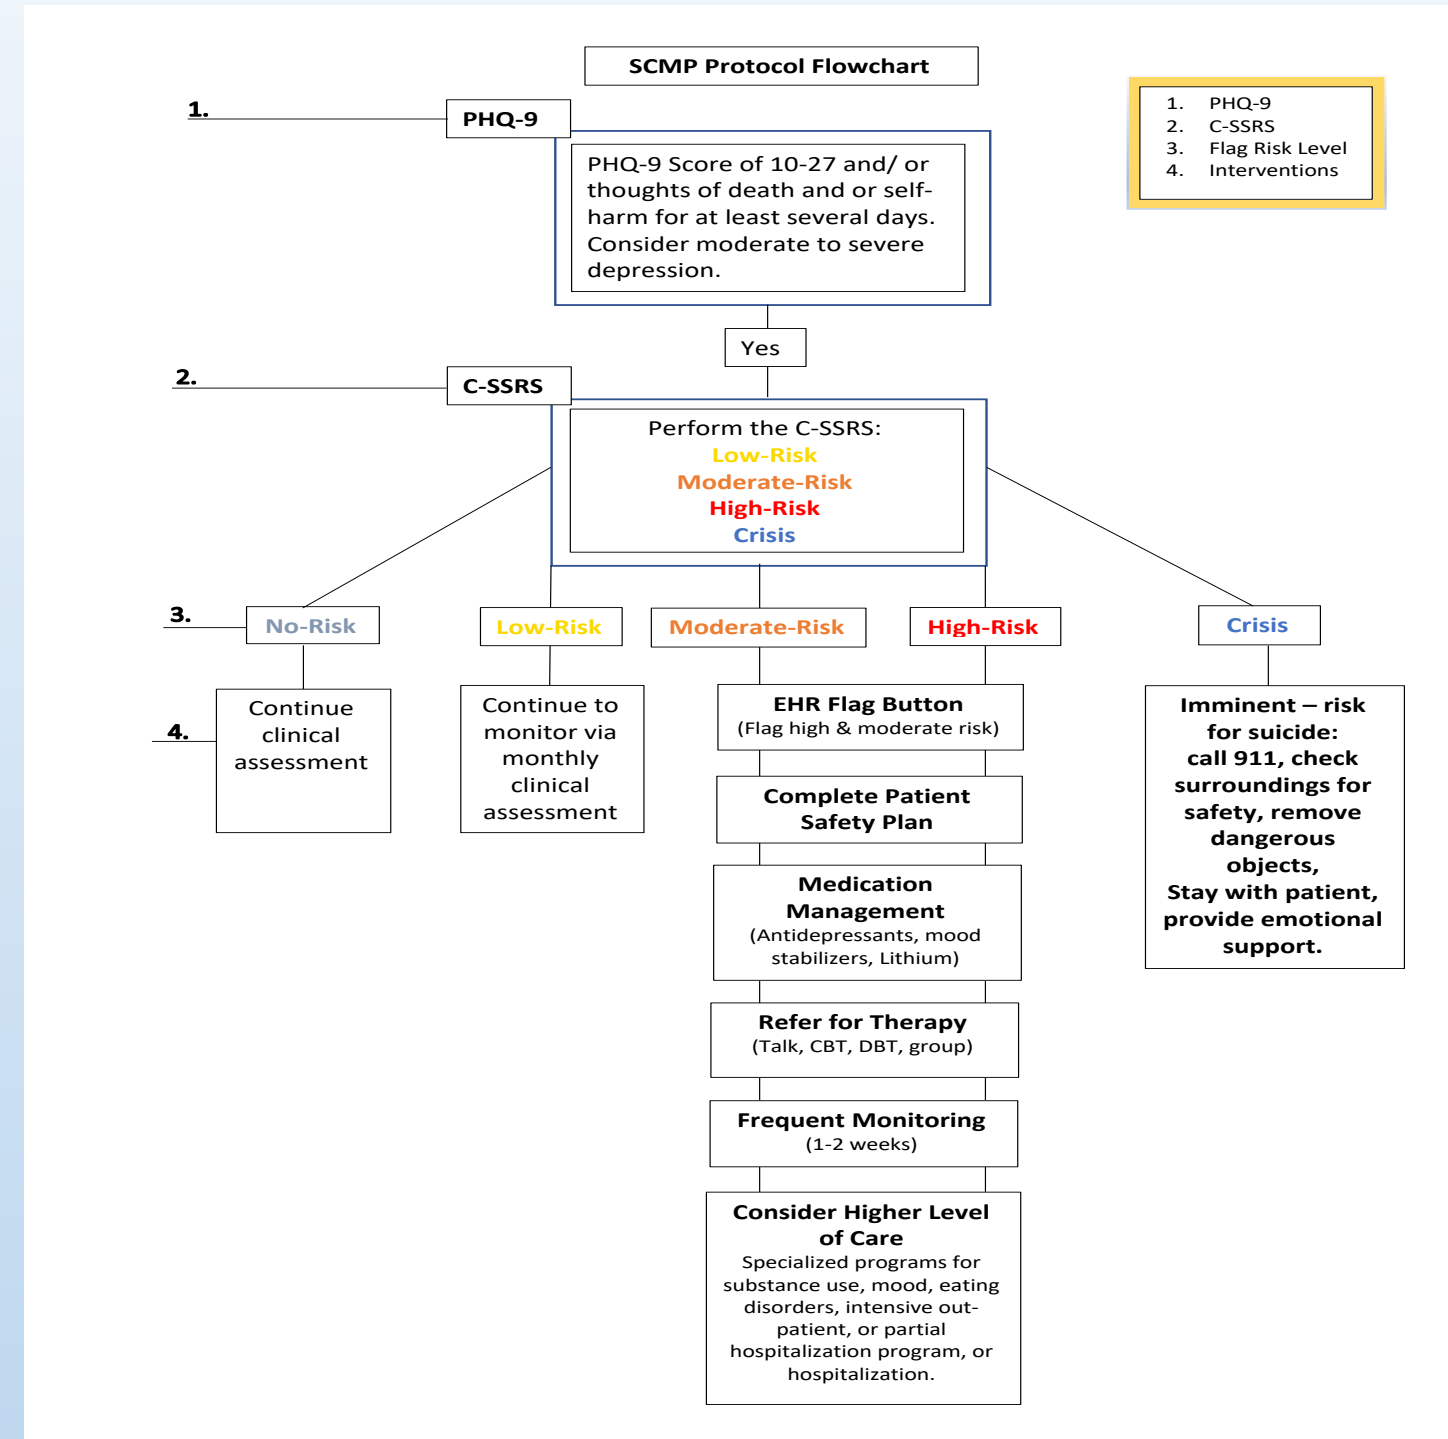 SCMP Protocol Flowchart
1. PHQ-9
2. C-SSRS
3. Flag Risk Level
4. Interventions
1.
PHQ-9
PHQ-9 Score of 10-27 and/ or
thoughts of death and or self-
harm for at least several days.
Consider moderate to severe
depression.
Yes
2.
C-SSRS
Perform the C-SSRS:
Low-Risk
Moderate-Risk
High-Risk
Crisis
3.
No-Risk
Low-Risk
Moderate-Risk
High-Risk
Crisis
4.
Continue
clinical
assessment
Continue to
monitor via
monthly
clinical
assessment
EHR Flag Button
(Flag high & moderate risk)
Complete Patient
Safety Plan
Medication
Management
(Antidepressants, mood
stabilizers, Lithium)
Refer for Therapy
(Talk, CBT, DBT, group)
Frequent Monitoring
(1-2 weeks)
Consider Higher Level
of Care
Specialized programs for
substance use, mood, eating
disorders, intensive out-
patient, or partial
hospitalization program, or
hospitalization.
Imminent – risk
for suicide:
call 911, check
surroundings for
safety, remove
dangerous
objects,
Stay with patient,
provide emotional
support.